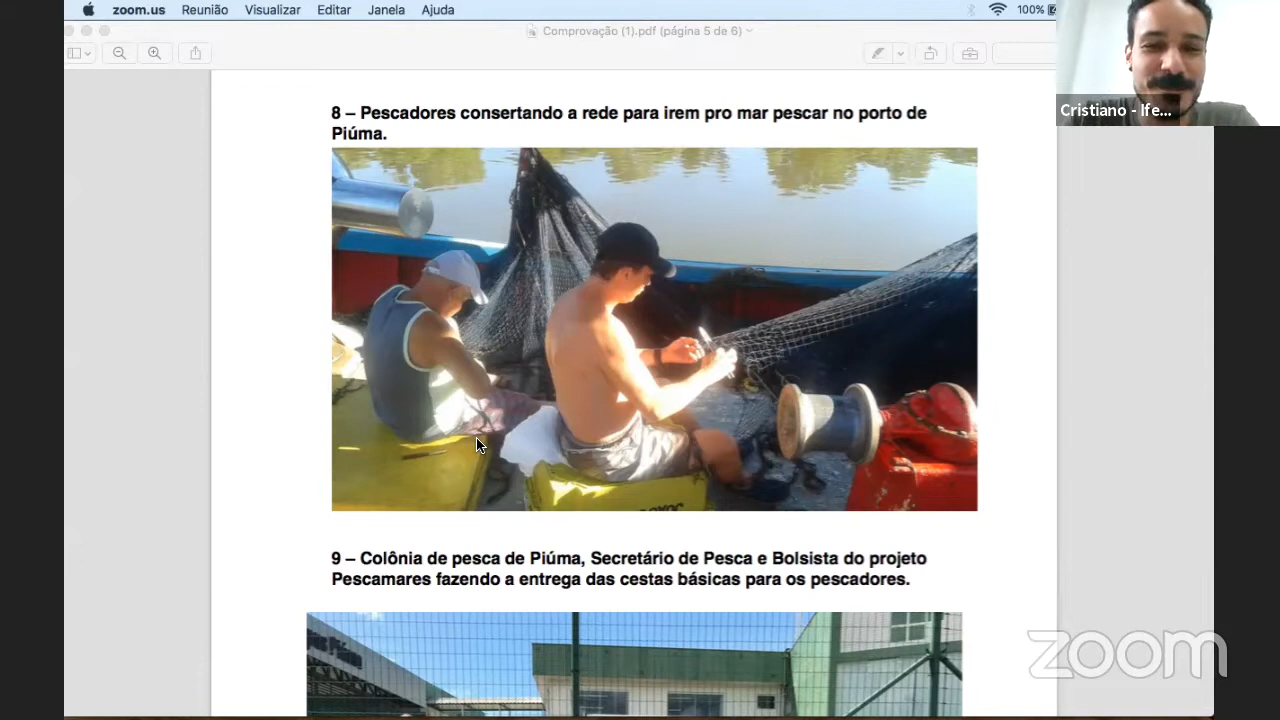 zoom.us Reunião Visualizar Editar Janela Ajuda 100%
Comprovação (1).pdf (página 5 de 6)
Cristiano - Ife...
8 – Pescadores consertando a rede para irem pro mar pescar no porto de
Piúma.
9 – Colônia de pesca de Piúma, Secretário de Pesca e Bolsista do projeto
Pescamares fazendo a entrega das cestas básicas para os pescadores.
zoom